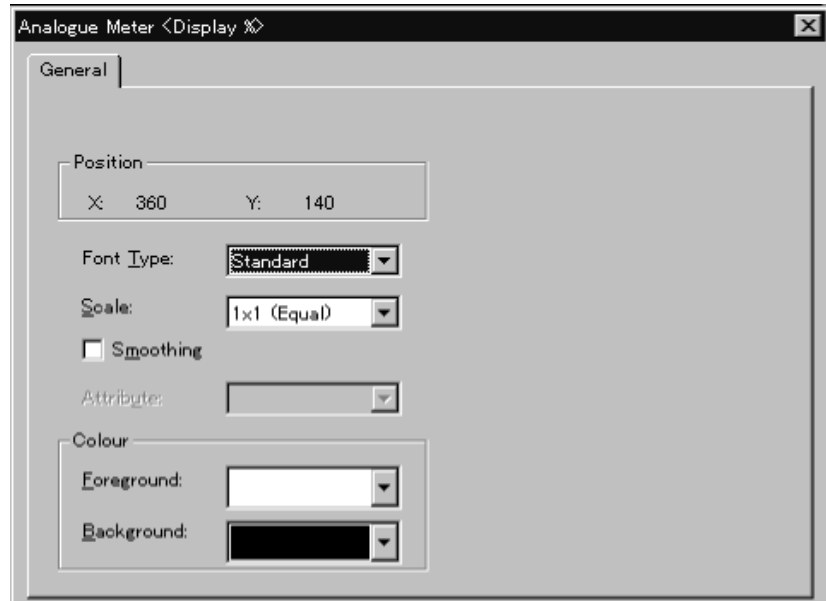 Analogue Meter <Display %>
General
Position
X: 360 Y: 140
Font Type: Standard
Scale: 1x1 (Equal)
Smoothing
Attribute:
Colour
Foreground:
Background: